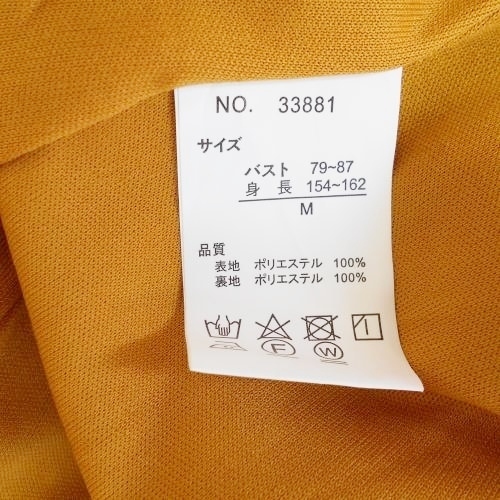 NO. 33881
サイズ
バスト 79~87
身長 154~162
M
品質
表地 ポリエステル 100%
裏地 ポリエステル 100%
F W